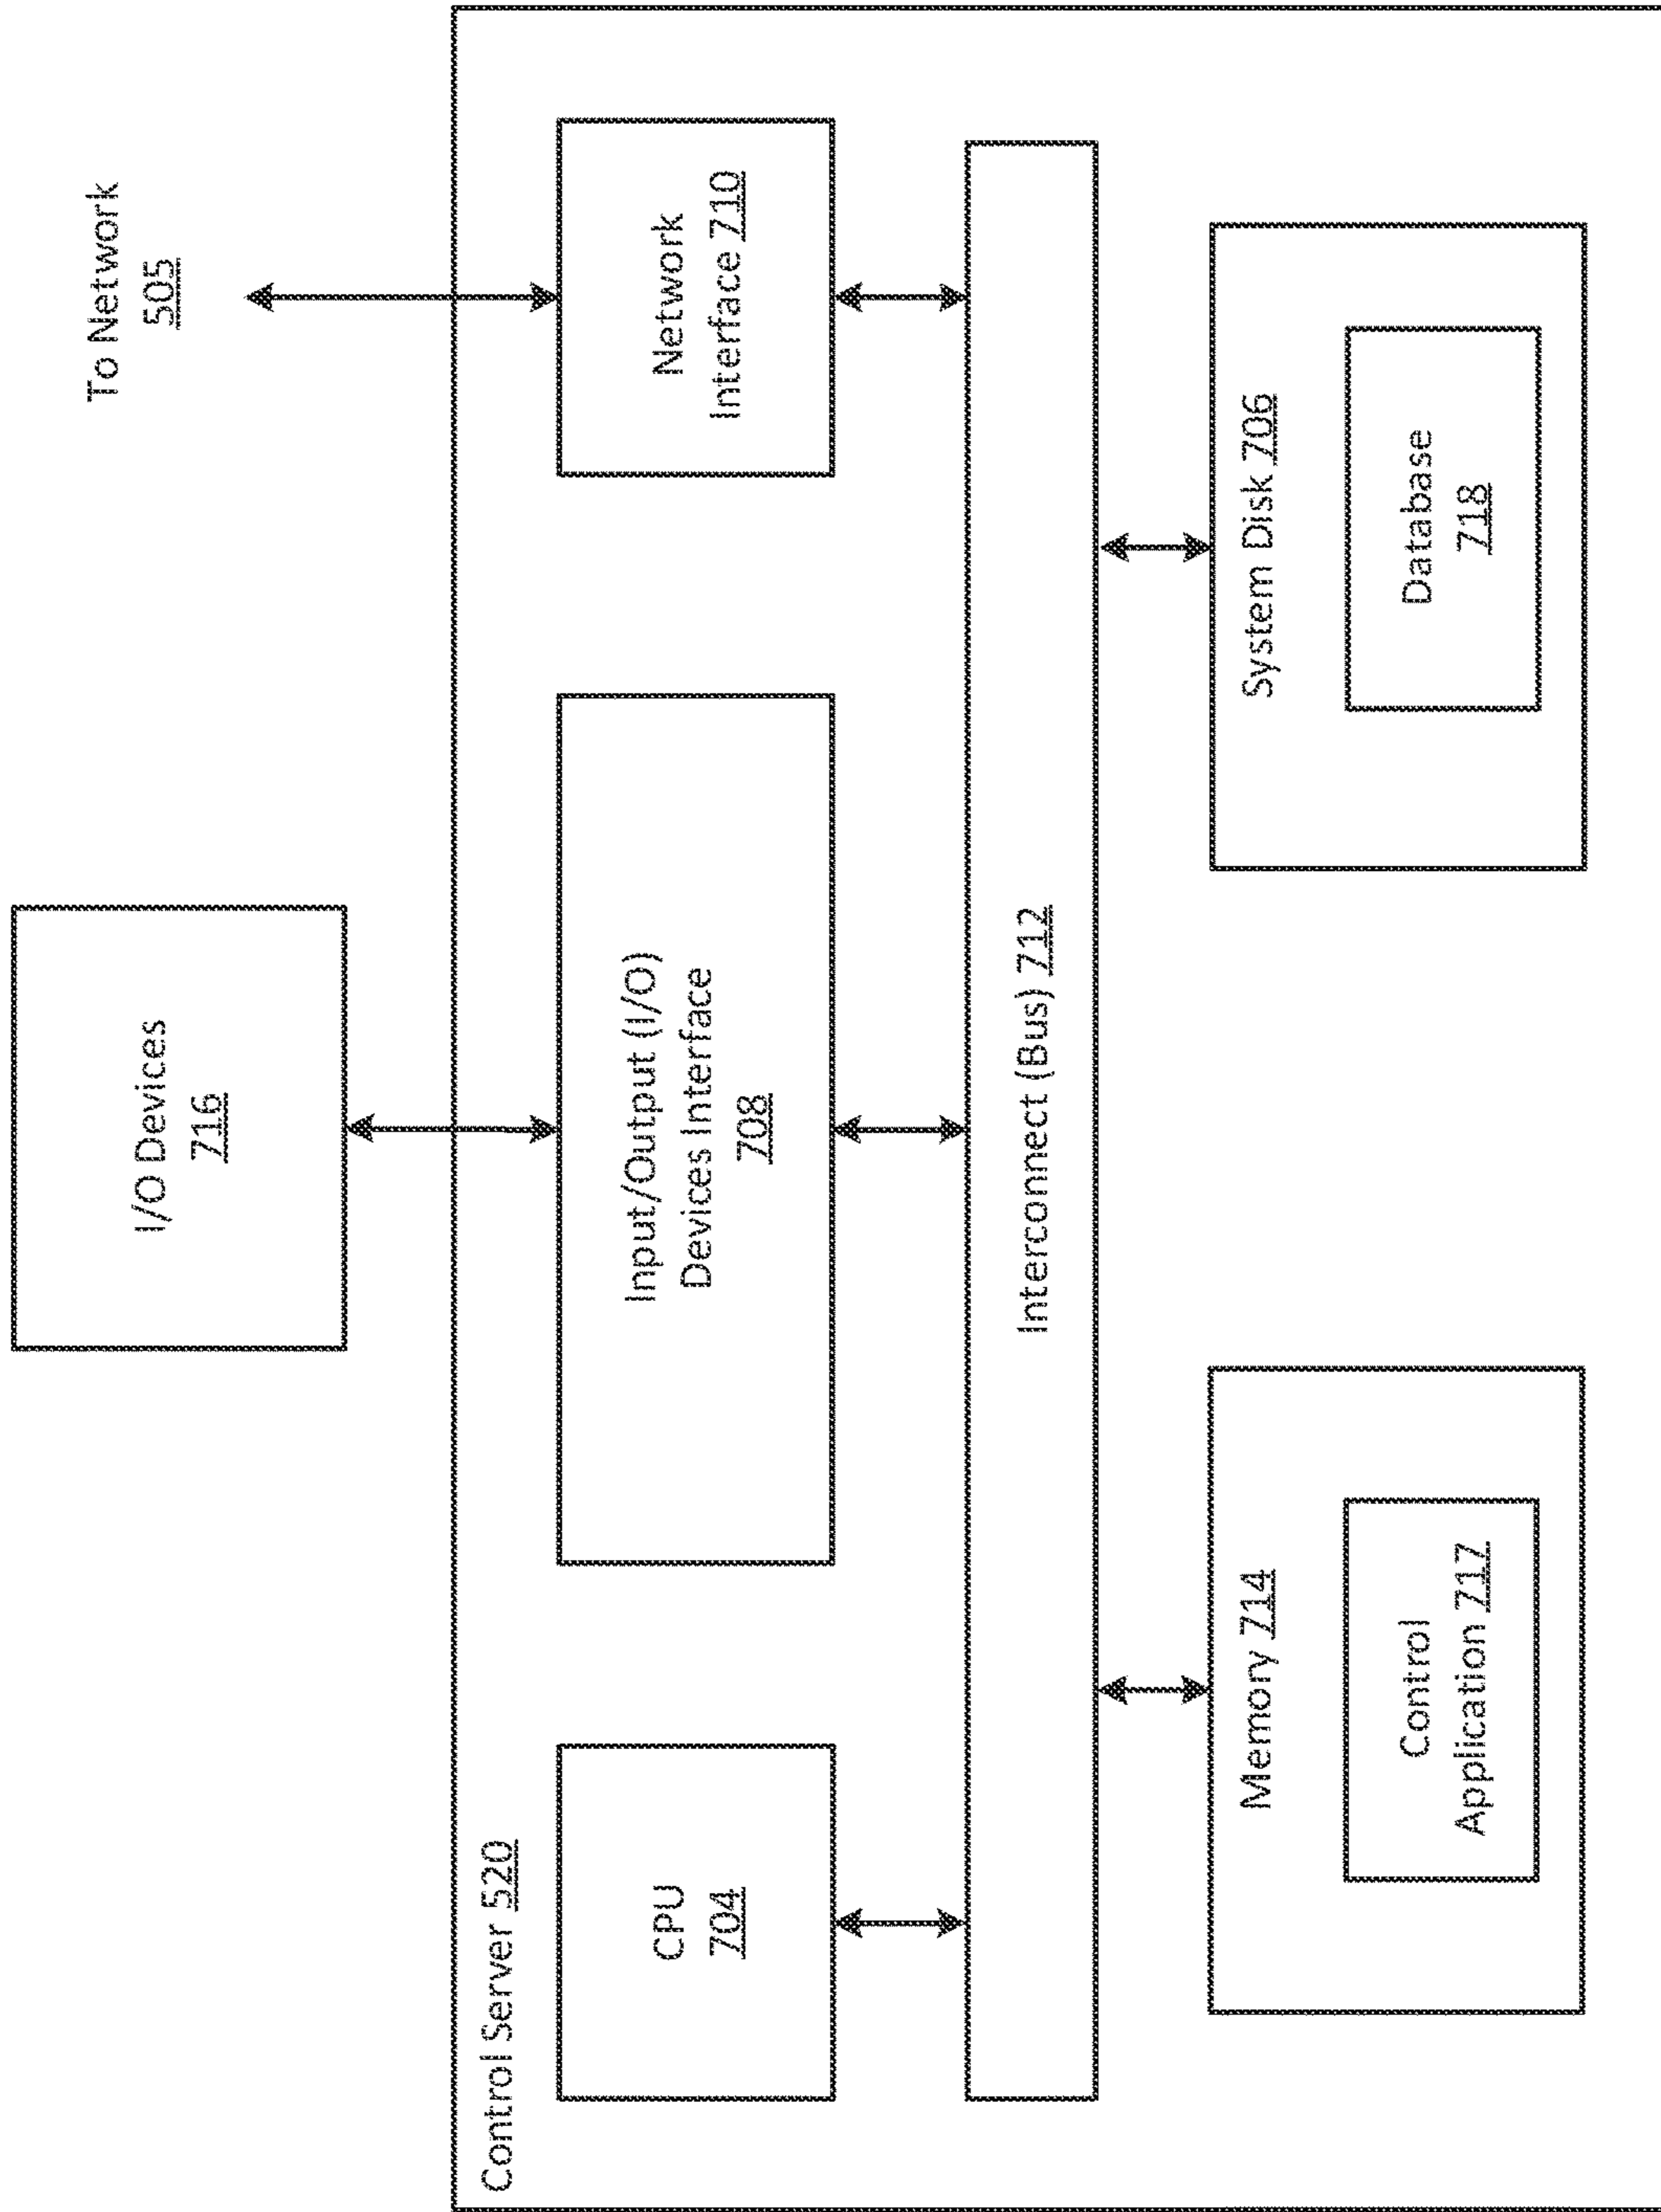 I/O Devices
716
To Network
505
Control Server 520
CPU
704
Input/Output (I/O)
Devices Interface
708
Network
Interface 710
Interconnect (Bus) 712
Memory 714
Control
Application 717
System Disk 706
Database
718